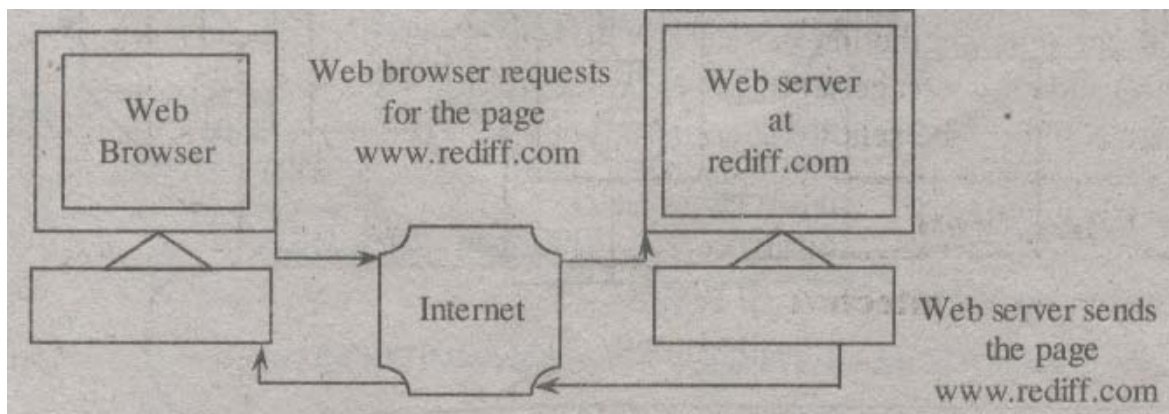 Web
Browser
Web browser requests
for the page
www.rediff.com
Web server
at
rediff.com
Internet
Web server sends
the page
www.rediff.com